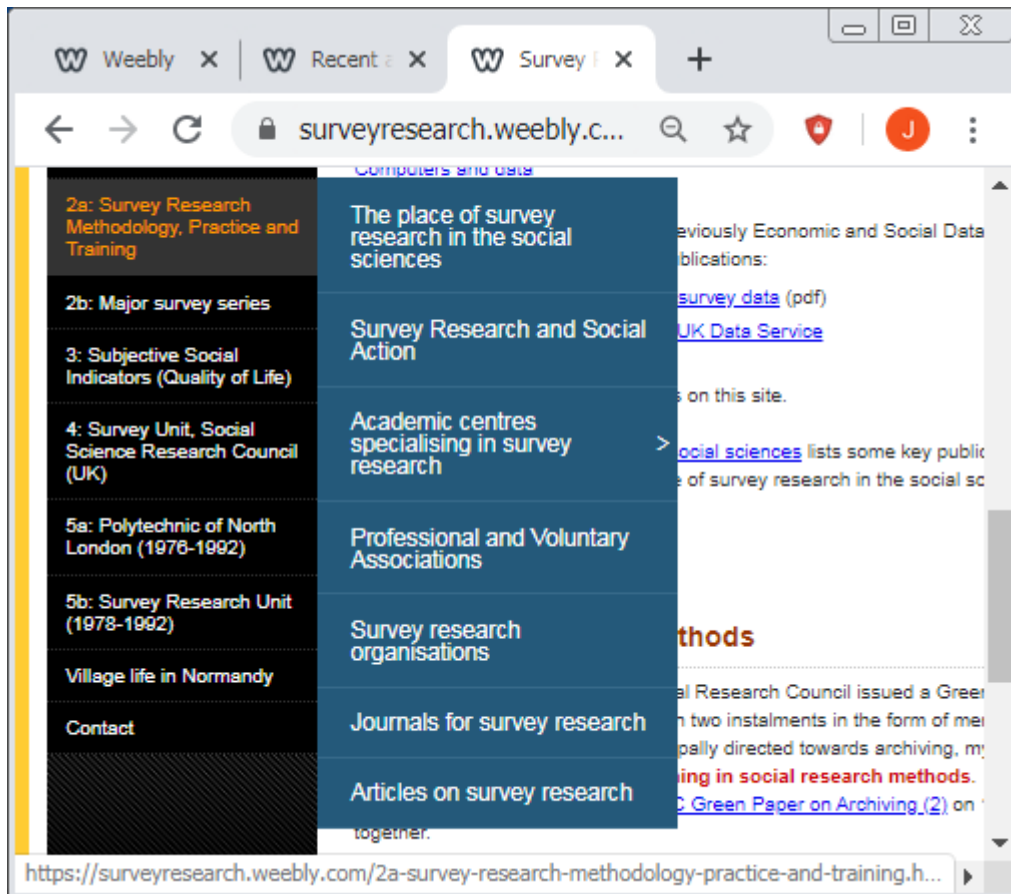 Weebly
Recent a
Survey R
surveyresearch.weebly.c...
J
Computers and data
2a: Survey Research
Methodology, Practice and
Training
2b: Major survey series
3: Subjective Social
Indicators (Quality of Life)
4: Survey Unit, Social
Science Research Council
(UK)
5a: Polytechnic of North
London (1976-1992)
5b: Survey Research Unit
(1978-1992)
Village life in Normandy
Contact
The place of survey
research in the social
sciences
Survey Research and Social
Action
Academic centres
specialising in survey
research
>
Professional and Voluntary
Associations
Survey research
organisations
Journals for survey research
Articles on survey research
eviously Economic and Social Data
blications:
survey data (pdf)
UK Data Service
s on this site.
ocial sciences lists some key public
e of survey research in the social sc
thods
al Research Council issued a Green
n two instalments in the form of mem
pally directed towards archiving, my
ning in social research methods.
C Green Paper on Archiving (2) on
together.
https://surveyresearch.weebly.com/2a-survey-research-methodology-practice-and-training.h...